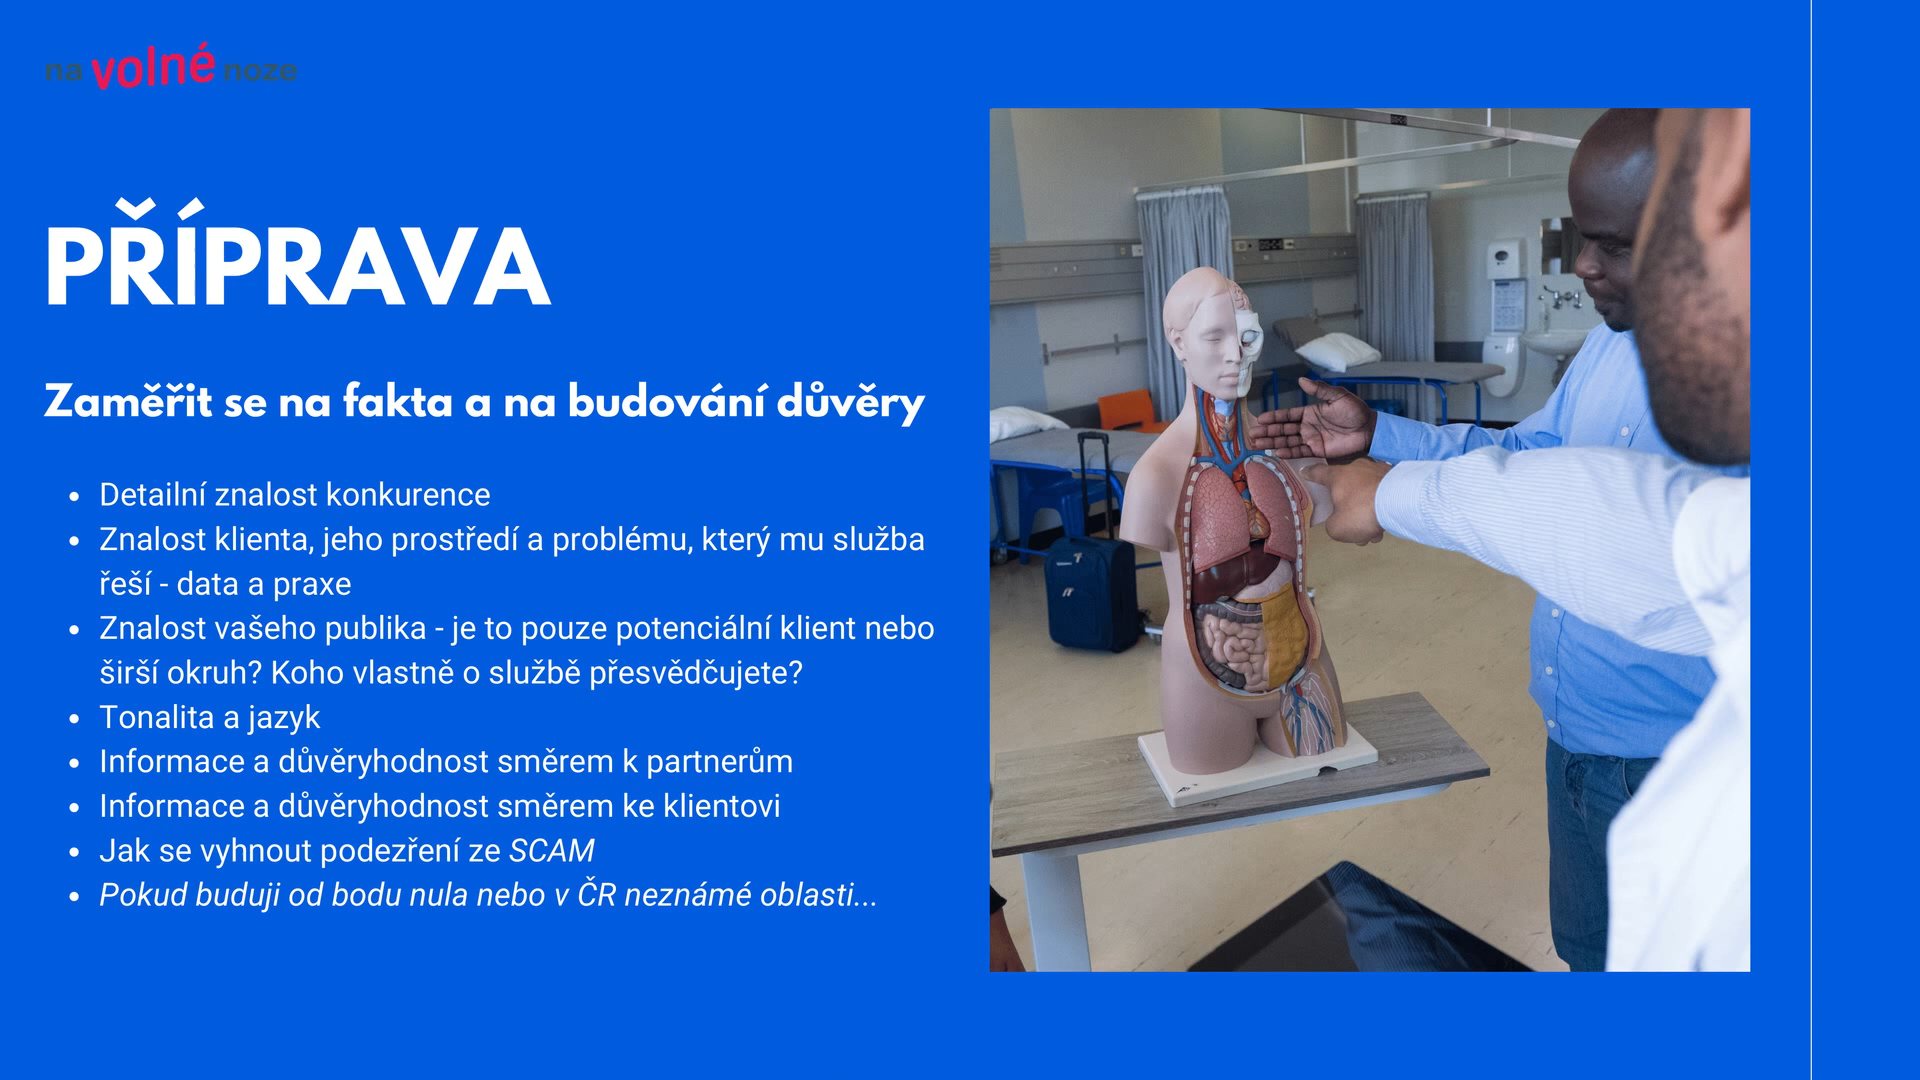 na volné noze
PŘÍPRAVA
Zaměřit se na fakta a na budování důvěry
• Detailní znalost konkurence
• Znalost klienta, jeho prostředí a problému, který mu služba
řeší - data a praxe
• Znalost vašeho publika - je to pouze potenciální klient nebo
širší okruh? Koho vlastně o službě přesvědčujete?
• Tonalita a jazyk
• Informace a důvěryhodnost směrem k partnerům
• Informace a důvěryhodnost směrem ke klientovi
• Jak se vyhnout podezření ze SCAM
• Pokud buduji od bodu nula nebo v ČR neznámé oblasti...